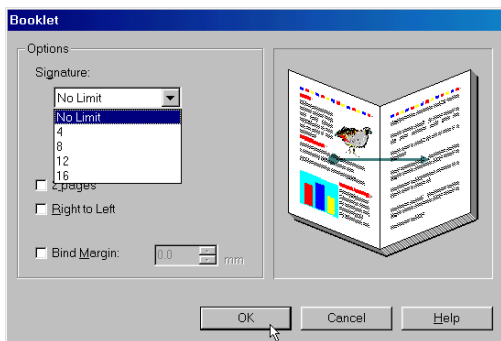 Booklet
Options
Signature:
No Limit
No Limit
4
8
12
16
2 pages
Right to Left
Bind Margin:
0.0
mm
OK
Cancel
Help